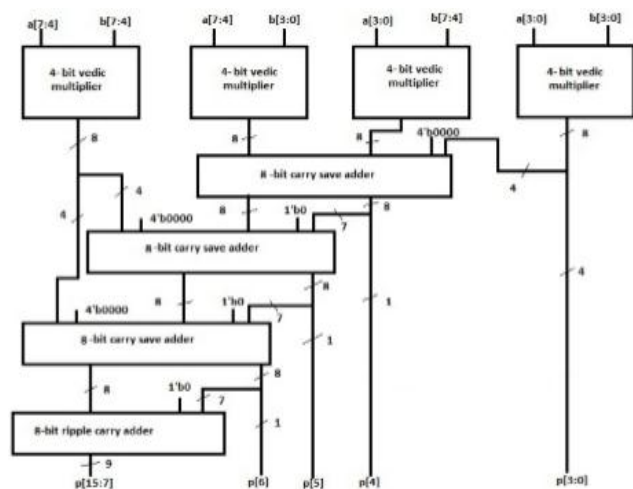 a[7:4] b[7:4] a[7:4] b[3:0] a[3:0] b[7:4] a[3:0] b[3:0]
4- bit vedic multiplier
4-bit vedic multiplier
4-bit vedic multiplier
4-bit vedic multiplier
8 8 8 4'b0000 8
8 -bit carry save adder
4
4 4 4'b0000 8 1'b0 7 8
8 -bit carry save adder
4
4'b0000 8 1'b0 7 8 1
8 -bit carry save adder
1
8 1'b0 7 8
8-bit ripple carry adder
1
9
p[15:7] p[6] p[5] p[4] p[3:0]